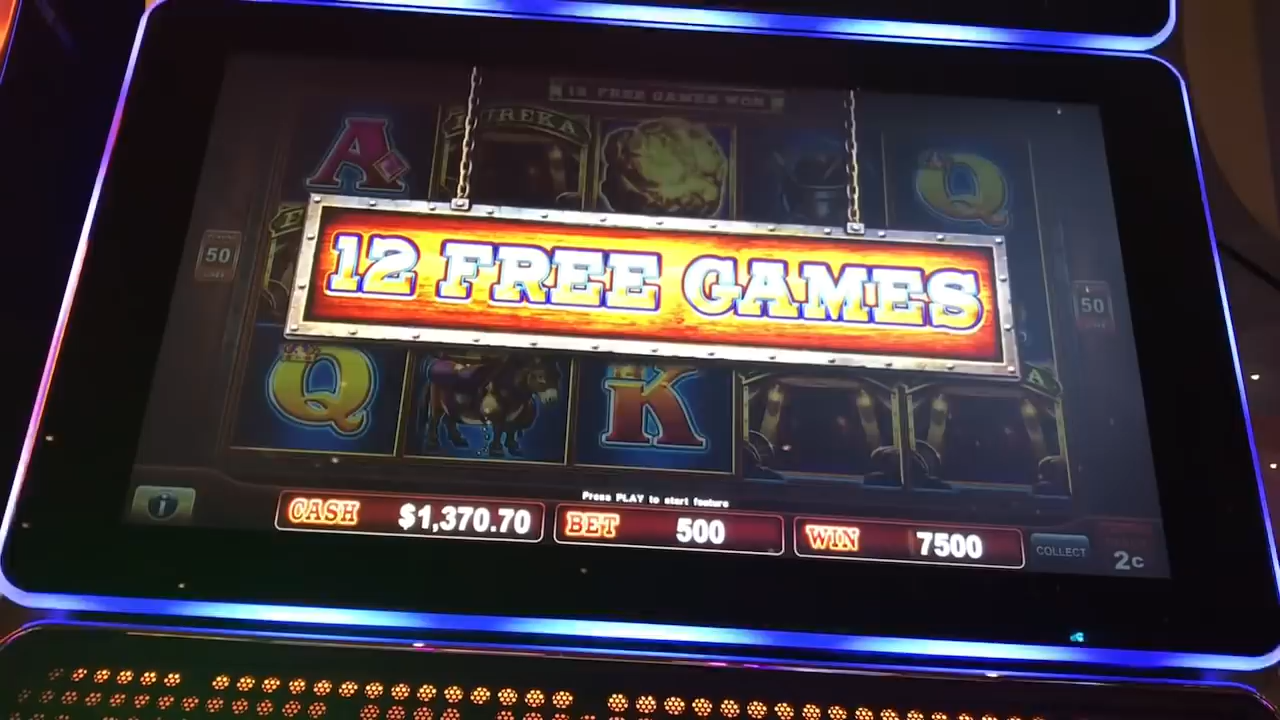 12 FREE GAMES WON
A
EUREKA
Q
50
12 FREE GAMES
50
LINES
Q
K
A
Press PLAY to start feature
i
CASH $1,370.70
BET 500
WIN 7500
COLLECT
2c